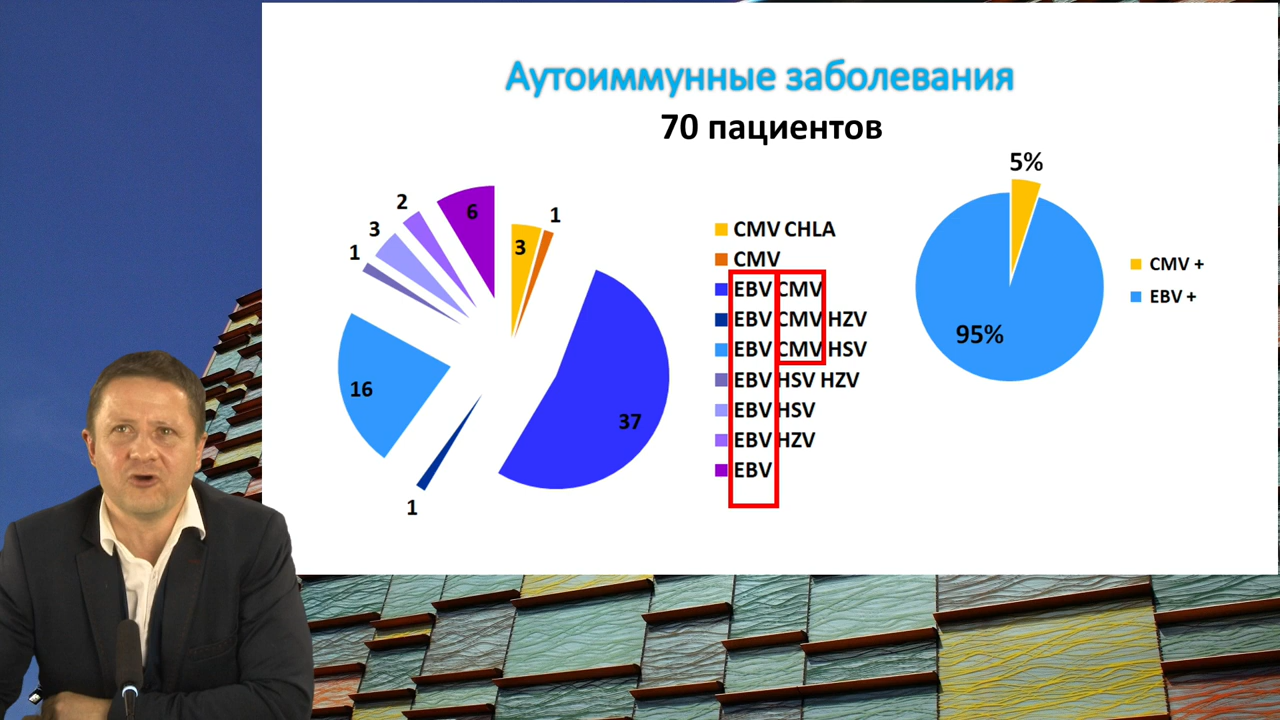 Аутоиммунные заболевания
70 пациентов
1
2
3
1
6
3
1
16
37
1
CMV CHLA
CMV
EBV CMV
EBV CMV HZV
EBV CMV HSV
EBV HSV HZV
EBV HSV
EBV HZV
EBV
5%
95%
CMV +
EBV +